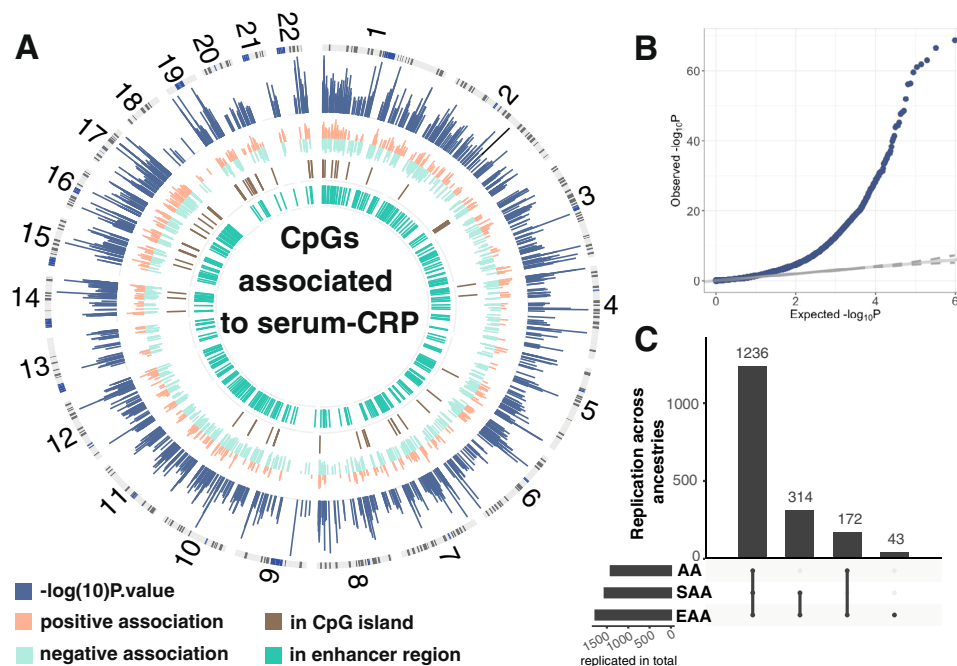 A
1
2
3
4
5
6
7
8
9
10
11
12
13
14
15
16
17
18
19
20
21
22
CpGs
associated
to serum-CRP
-log(10)P.value
positive association
negative association
in CpG island
in enhancer region
B
Observed -log10P
60
40
20
0
0 2 4 6
Expected -log10P
C
Replication across
ancestries
1000
500
0
1236
314
172
43
AA
SAA
EAA
1500 1000 500 0
replicated in total